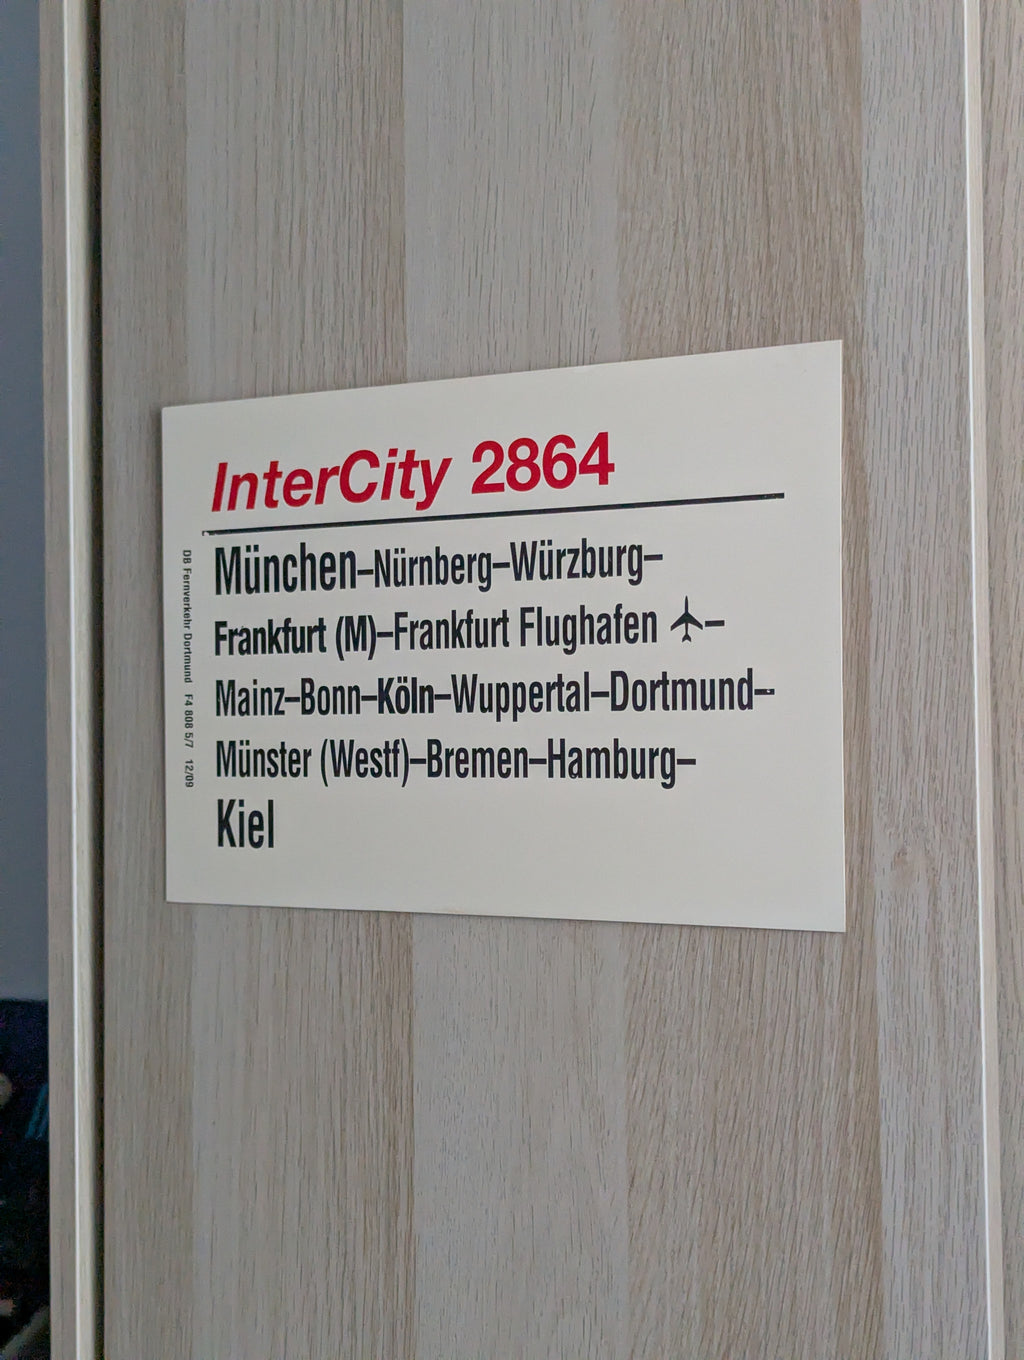 InterCity 2864
München–Nürnberg–Würzburg–
Frankfurt (M)–Frankfurt Flughafen ✈–
Mainz–Bonn–Köln–Wuppertal–Dortmund–
Münster (Westf)–Bremen–Hamburg–
Kiel
DB Fernverkehr Dortmund F4 808 5/7 12/09